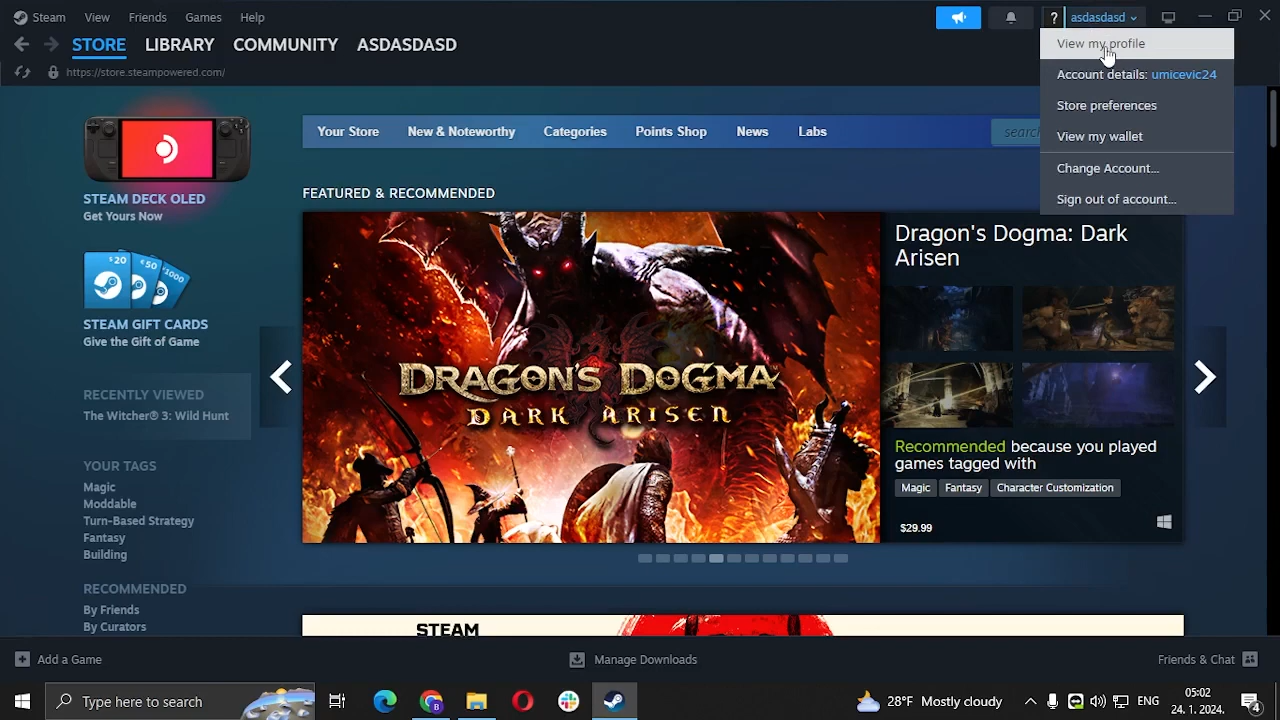 Steam View Friends Games Help
? asdasdasd
STORE LIBRARY COMMUNITY ASDASDASD
https://store.steampowered.com/
View my profile
Account details: umicevic24
Store preferences
View my wallet
Change Account...
Sign out of account...
Your Store New & Noteworthy Categories Points Shop News Labs search
STEAM DECK OLED
Get Yours Now
$20 €50 1000
STEAM GIFT CARDS
Give the Gift of Game
RECENTLY VIEWED
The Witcher® 3: Wild Hunt
YOUR TAGS
Magic
Moddable
Turn-Based Strategy
Fantasy
Building
RECOMMENDED
By Friends
By Curators
FEATURED & RECOMMENDED
DRAGON'S DOGMA
DARK ARISEN
Dragon's Dogma: Dark
Arisen
Recommended because you played
games tagged with
Magic Fantasy Character Customization
$29.99
STEAM
Add a Game Manage Downloads Friends & Chat
Type here to search
28°F Mostly cloudy ENG
05:02
24. 1. 2024.
4